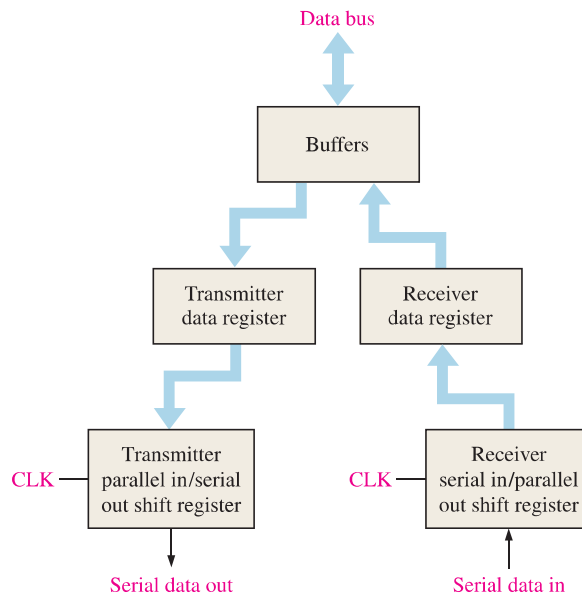 Data bus
Buffers
Transmitter
data register
Receiver
data register
CLK
Transmitter
parallel in/serial
out shift register
CLK
Receiver
serial in/parallel
out shift register
Serial data out
Serial data in